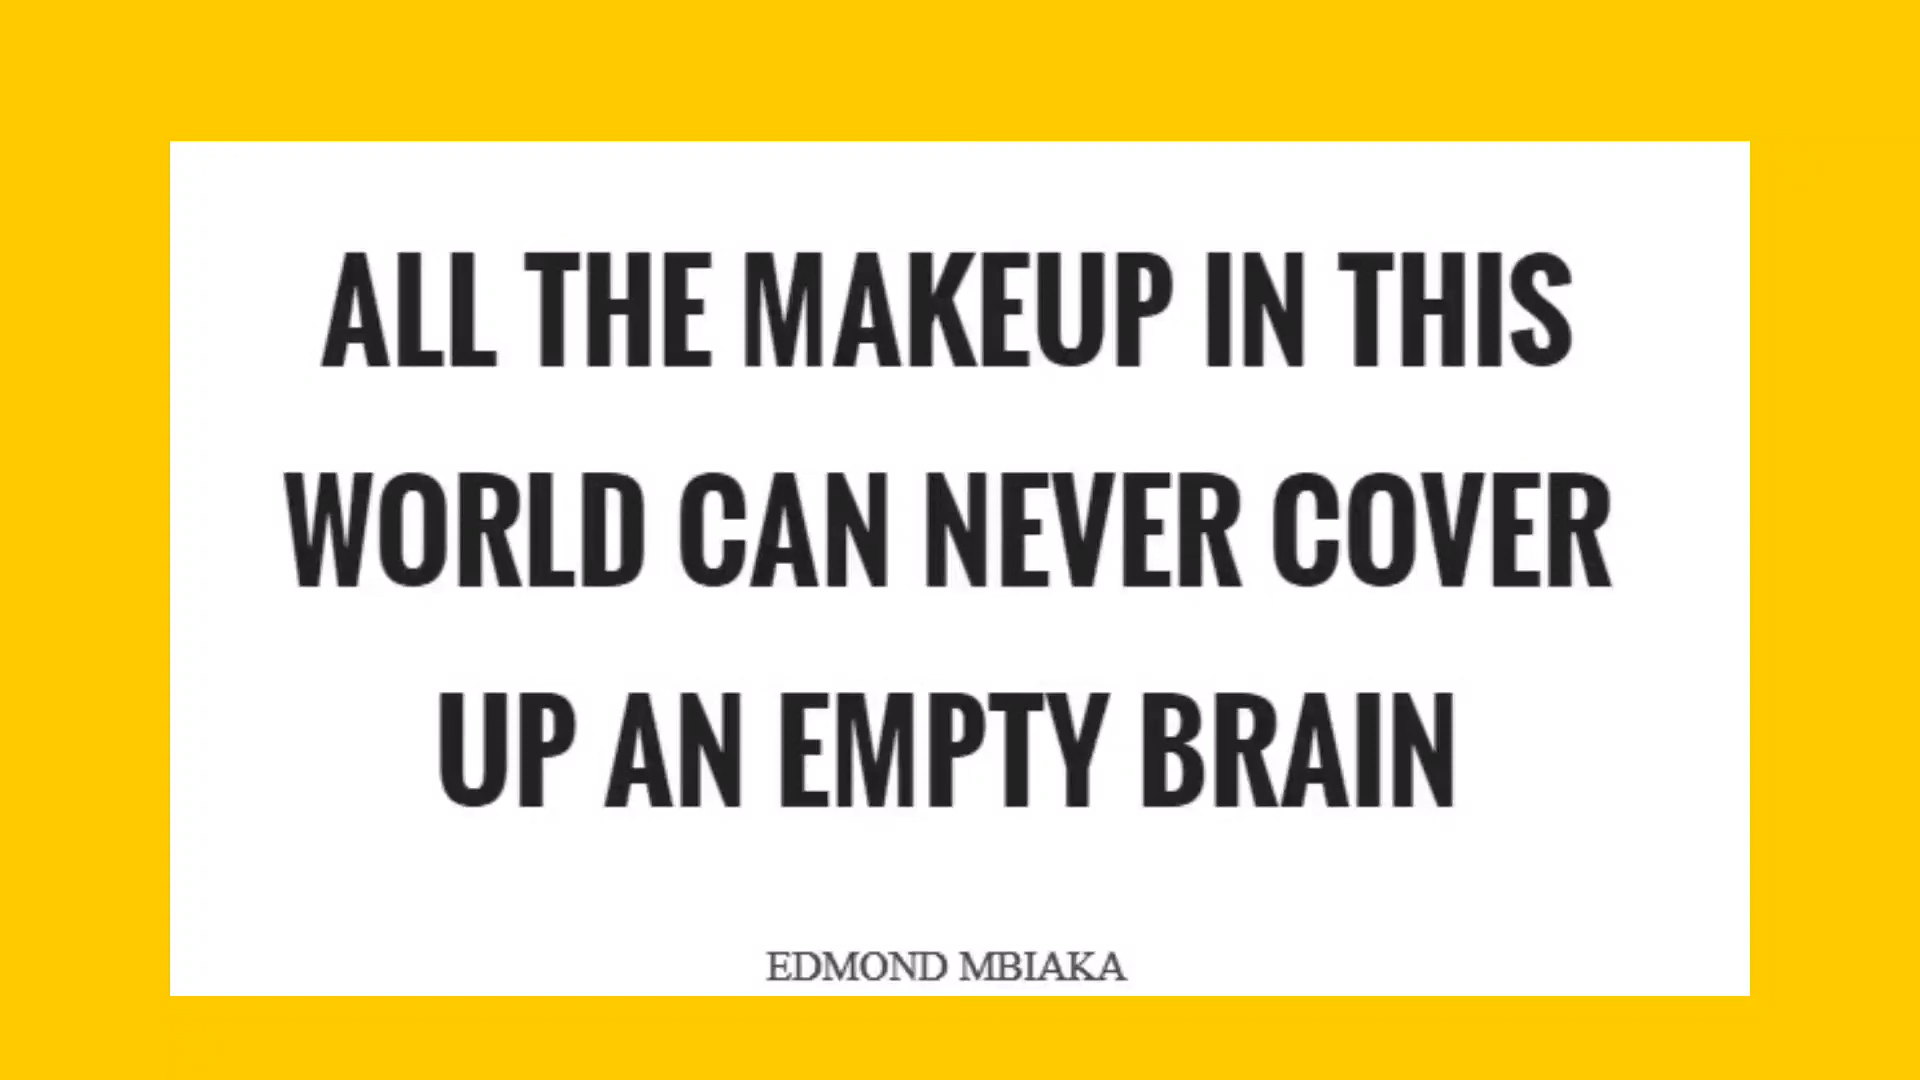 ALL THE MAKEUP IN THIS
WORLD CAN NEVER COVER
UP AN EMPTY BRAIN
EDMOND MBIAKA